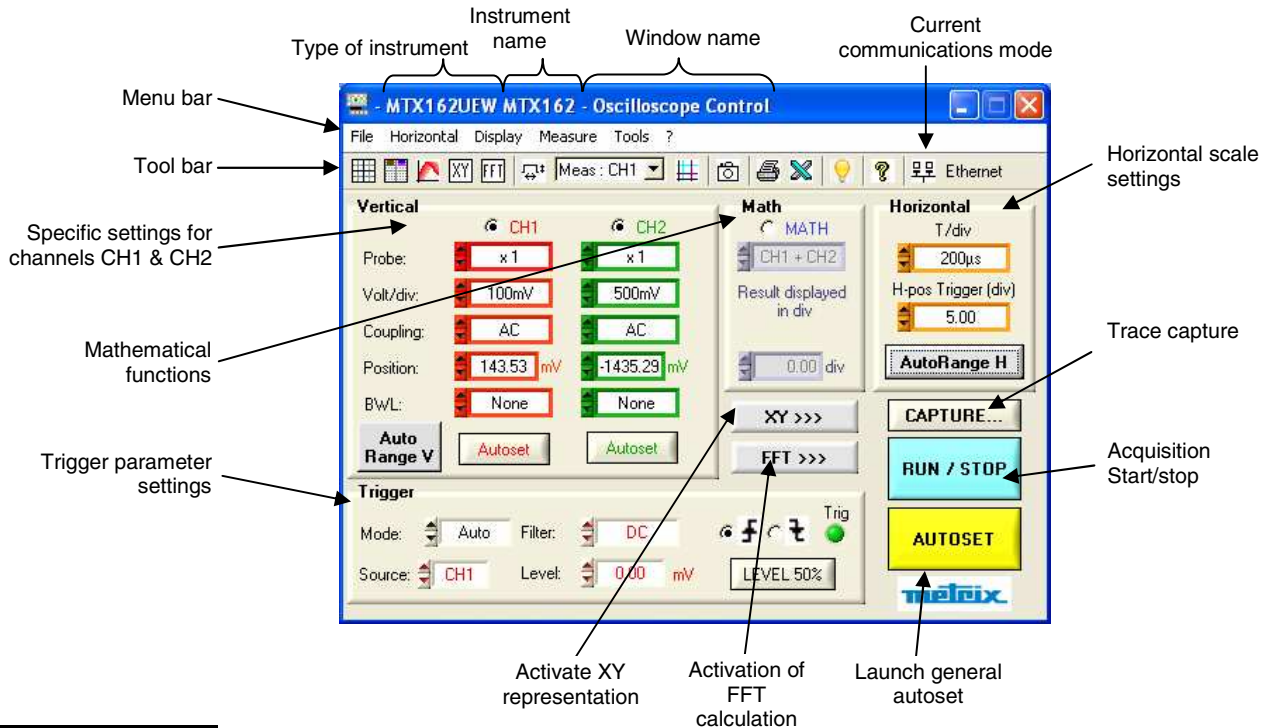 Type of instrument
Instrument
name
Window name
Current
communications mode
Menu bar
Tool bar
Specific settings for
channels CH1 & CH2
Mathematical
functions
Trigger parameter
settings
- MTX162UEW MTX162 - Oscilloscope Control
File Horizontal Display Measure Tools ?
XY FFT Meas : CH1 ? Ethernet
Vertical
CH1 CH2
Probe: x 1 x 1
Volt/div: 100mV 500mV
Coupling: AC AC
Position: 143.53 mV -1435.29 mV
BWL: None None
Auto
Range V
Autoset Autoset
Math
MATH
CH1 + CH2
Result displayed
in div
0.00 div
XY >>>
FFT >>>
Horizontal
T/div
200µs
H-pos Trigger (div)
5.00
AutoRange H
CAPTURE...
RUN / STOP
AUTOSET
metrix
Trigger
Mode: Auto Filter: DC Trig
Source: CH1 Level: 0.00 mV LEVEL 50%
Horizontal scale
settings
Trace capture
Acquisition
Start/stop
Activate XY
representation
Activation of
FFT
calculation
Launch general
autoset